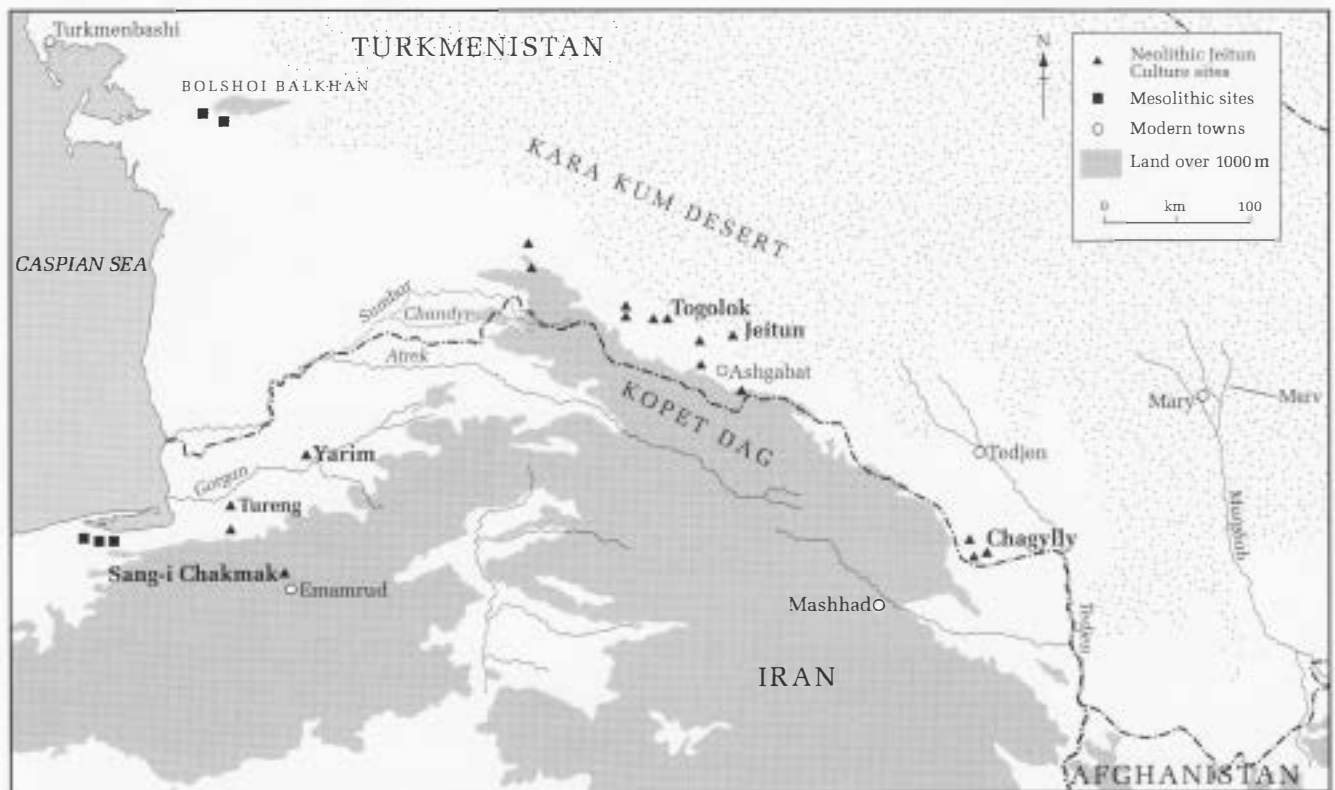 Turkmenbashi
TURKMENISTAN
BOLSHOI BALKHAN
N
Neolithic Jeitun
Culture sites
Mesolithic sites
Modern towns
Land over 1000 m
0 km 100
KARA KUM DESERT
CASPIAN SEA
Sumbar
Chandyr
Togolok
Jeitun
Atrek
Ashgabat
KOPET DAG
Mary
Merv
Yarim
Tedjen
Gorgan
Tureng
Murghab
Chagylly
Sang-i Chakmak
Emamrud
Mashhad
Tedjen
IRAN
AFGHANISTAN